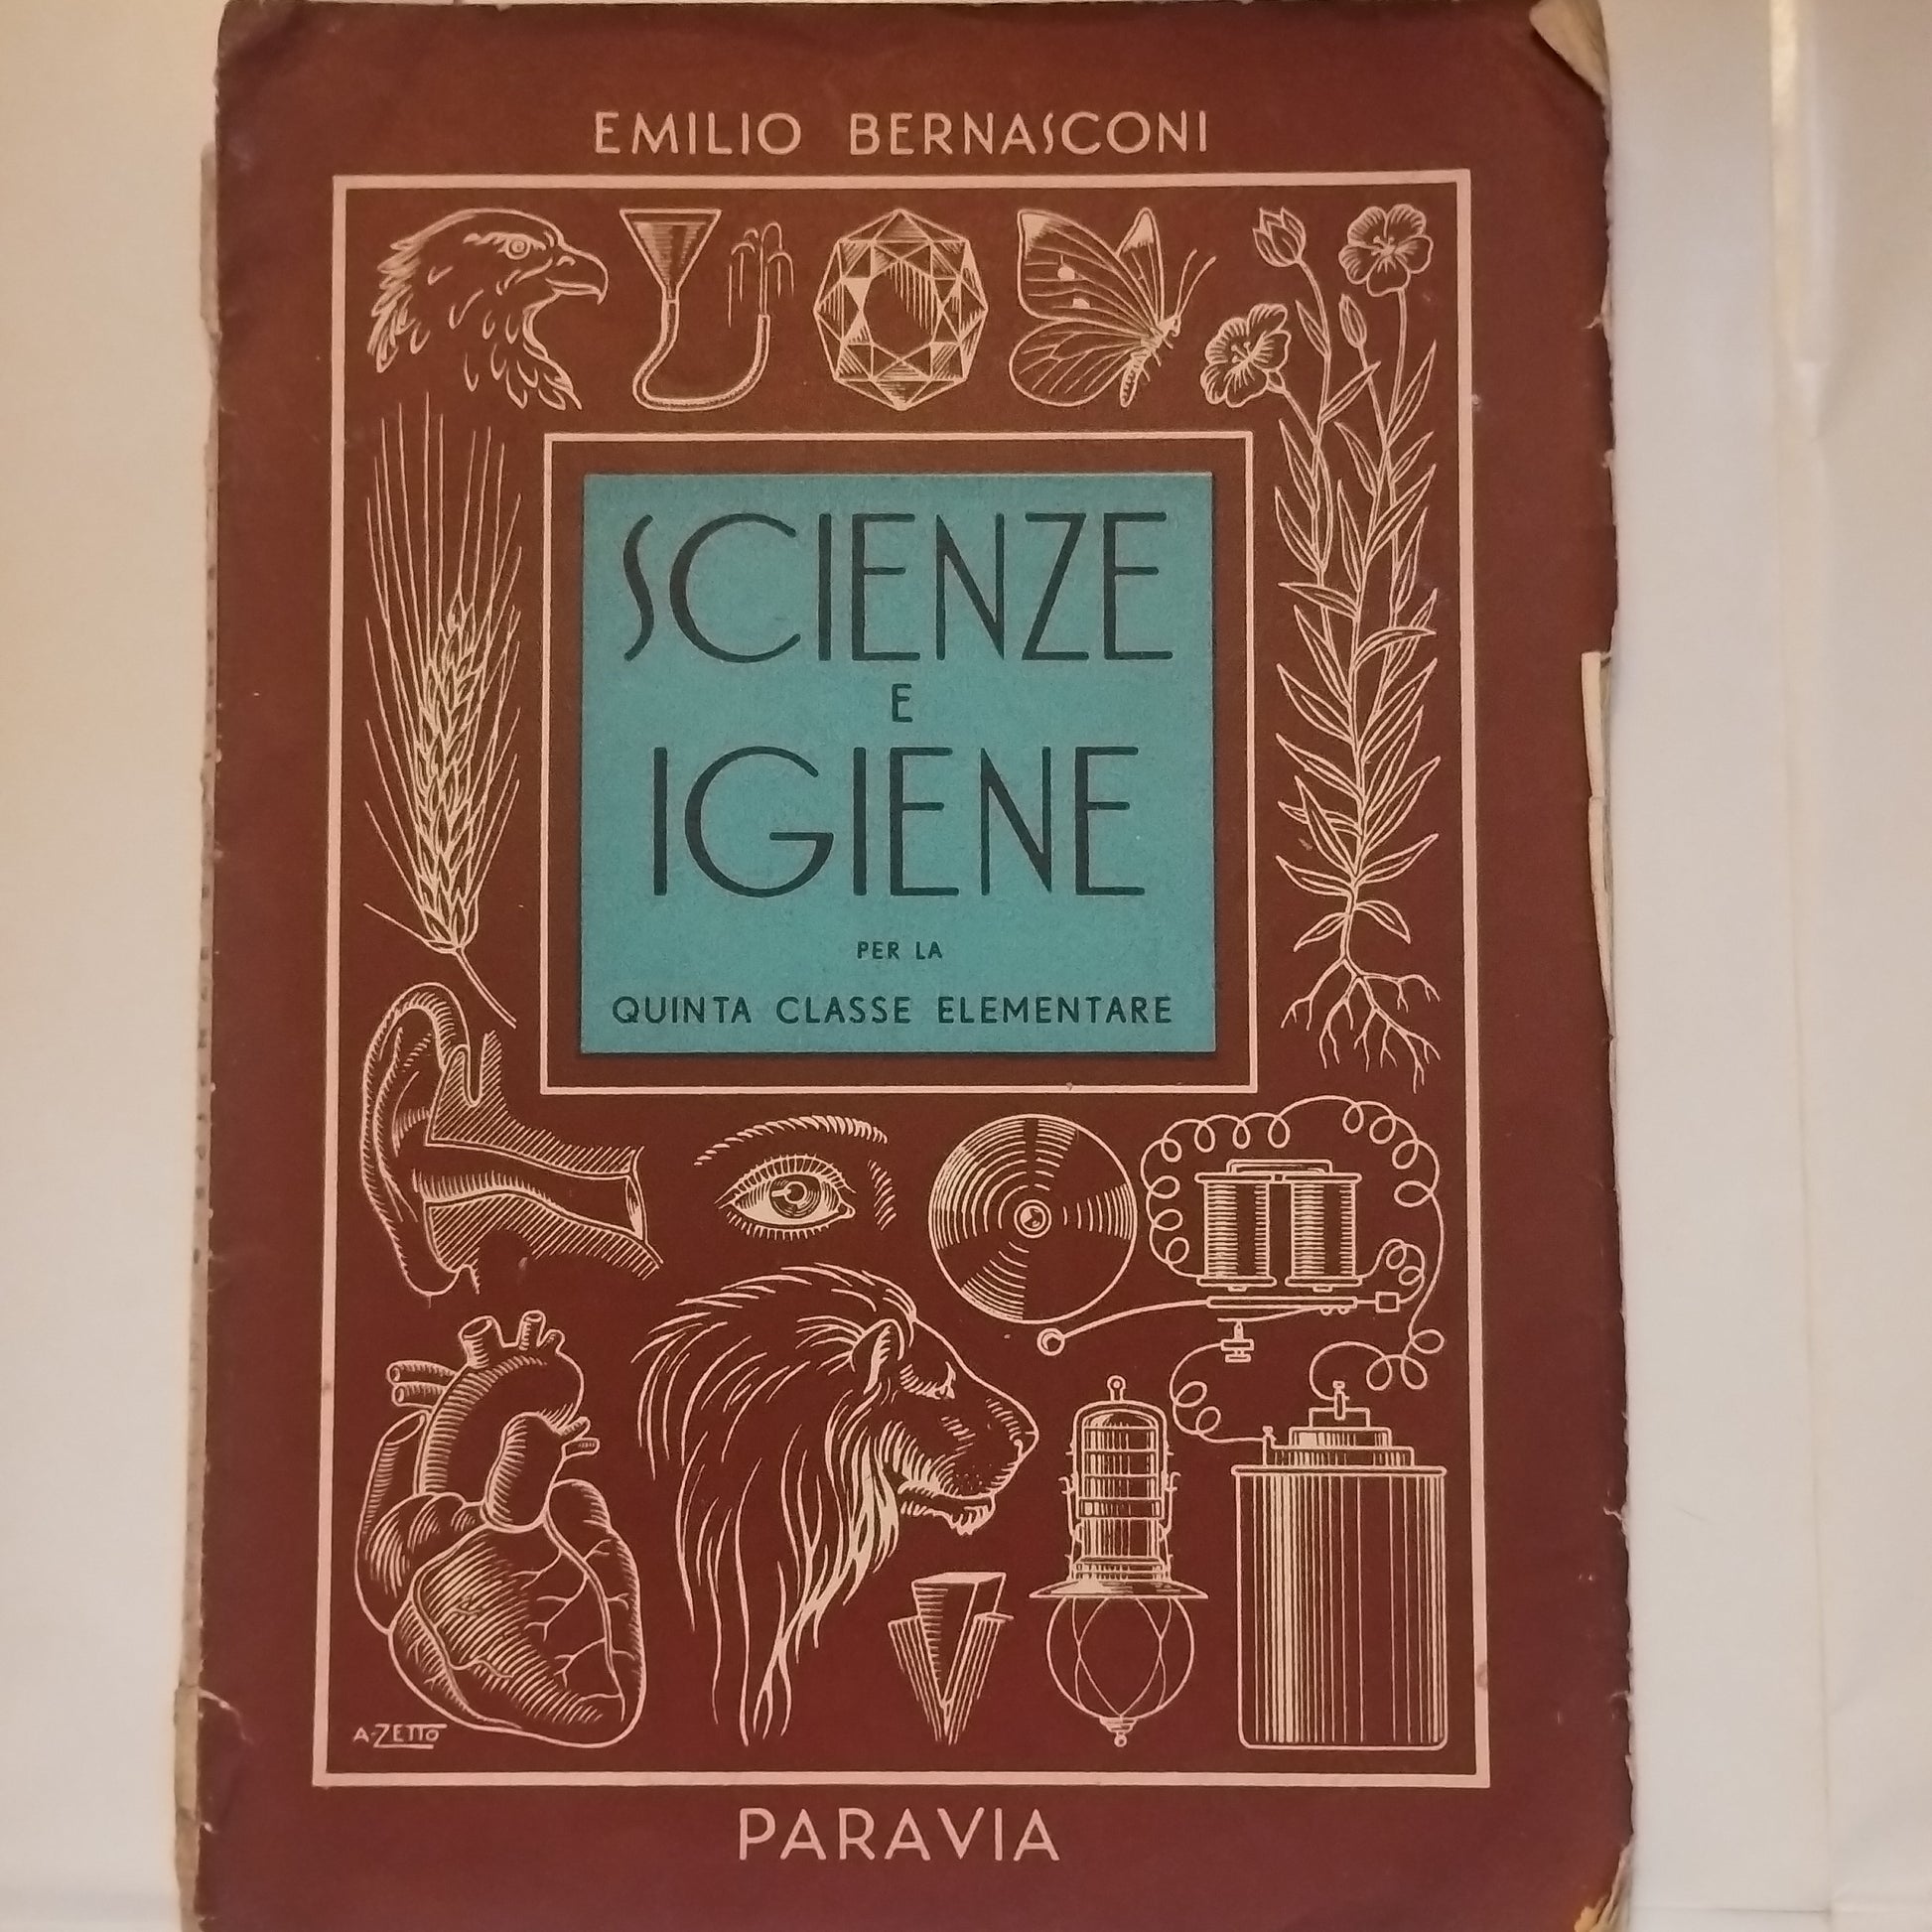 EMILIO BERNASCONI
SCIENZE
E
IGIENE
PER LA
QUINTA CLASSE ELEMENTARE
A-ZETTO
PARAVIA